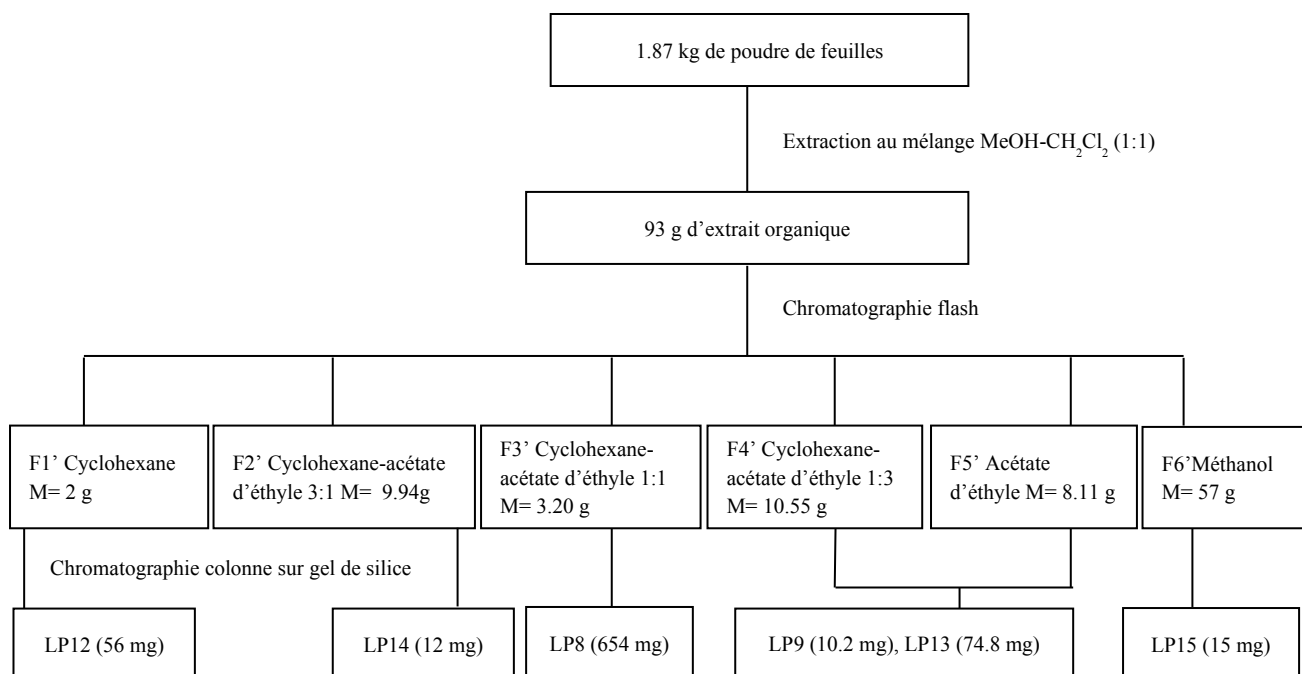 1.87 kg de poudre de feuilles
Extraction au mélange MeOH-CH₂Cl₂ (1:1)
93 g d’extrait organique
Chromatographie flash
F1’ Cyclohexane
M= 2 g
F2’ Cyclohexane-acétate
d’éthyle 3:1 M= 9.94g
F3’ Cyclohexane-
acétate d’éthyle 1:1
M= 3.20 g
F4’ Cyclohexane-
acétate d’éthyle 1:3
M= 10.55 g
F5’ Acétate
d’éthyle M= 8.11 g
F6’Méthanol
M= 57 g
Chromatographie colonne sur gel de silice
LP12 (56 mg)
LP14 (12 mg)
LP8 (654 mg)
LP9 (10.2 mg), LP13 (74.8 mg)
LP15 (15 mg)